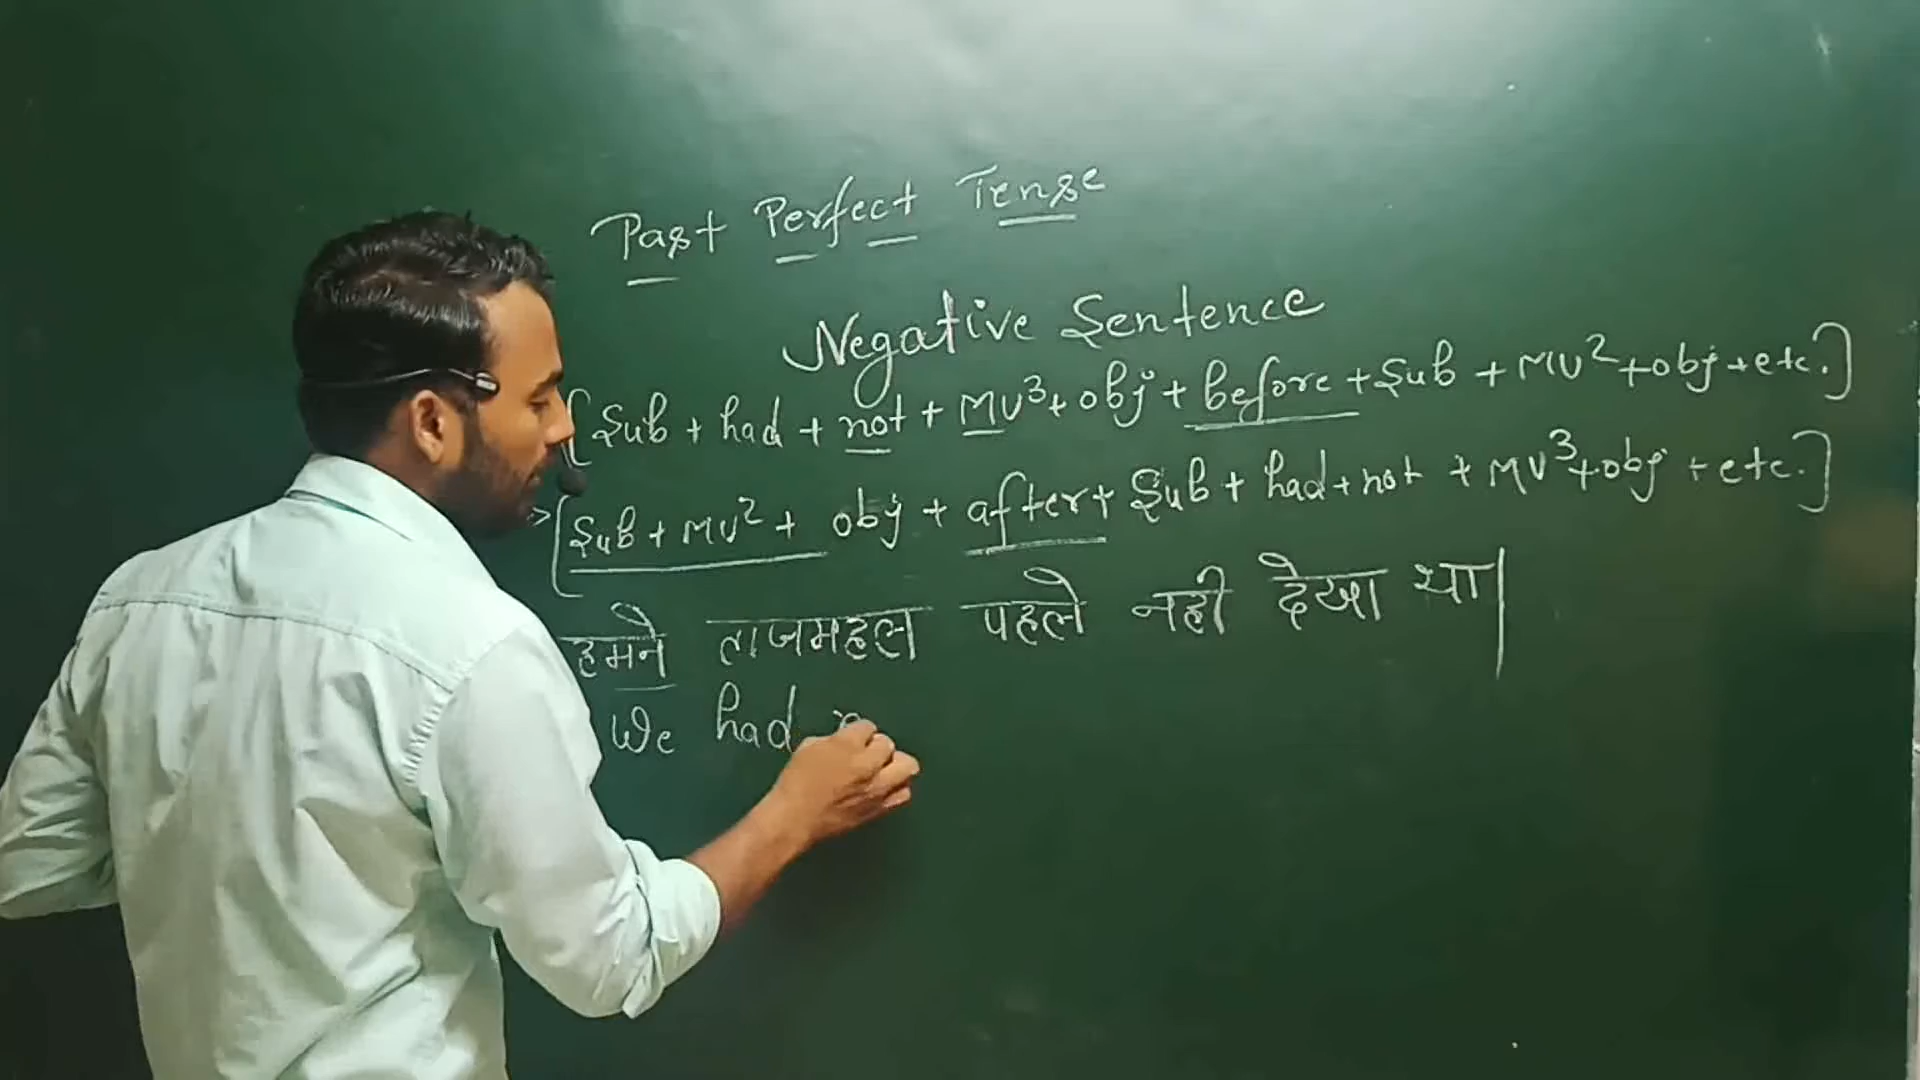 Past Perfect Tense
Negative Sentence
[Sub + had + not + MV³ + obj + before + Sub + MV² + obj + etc.]
[Sub + MV² + obj + after + Sub + had + not + MV³ + obj + etc.]
हमने ताजमहल पहले नही देखा था|
We had